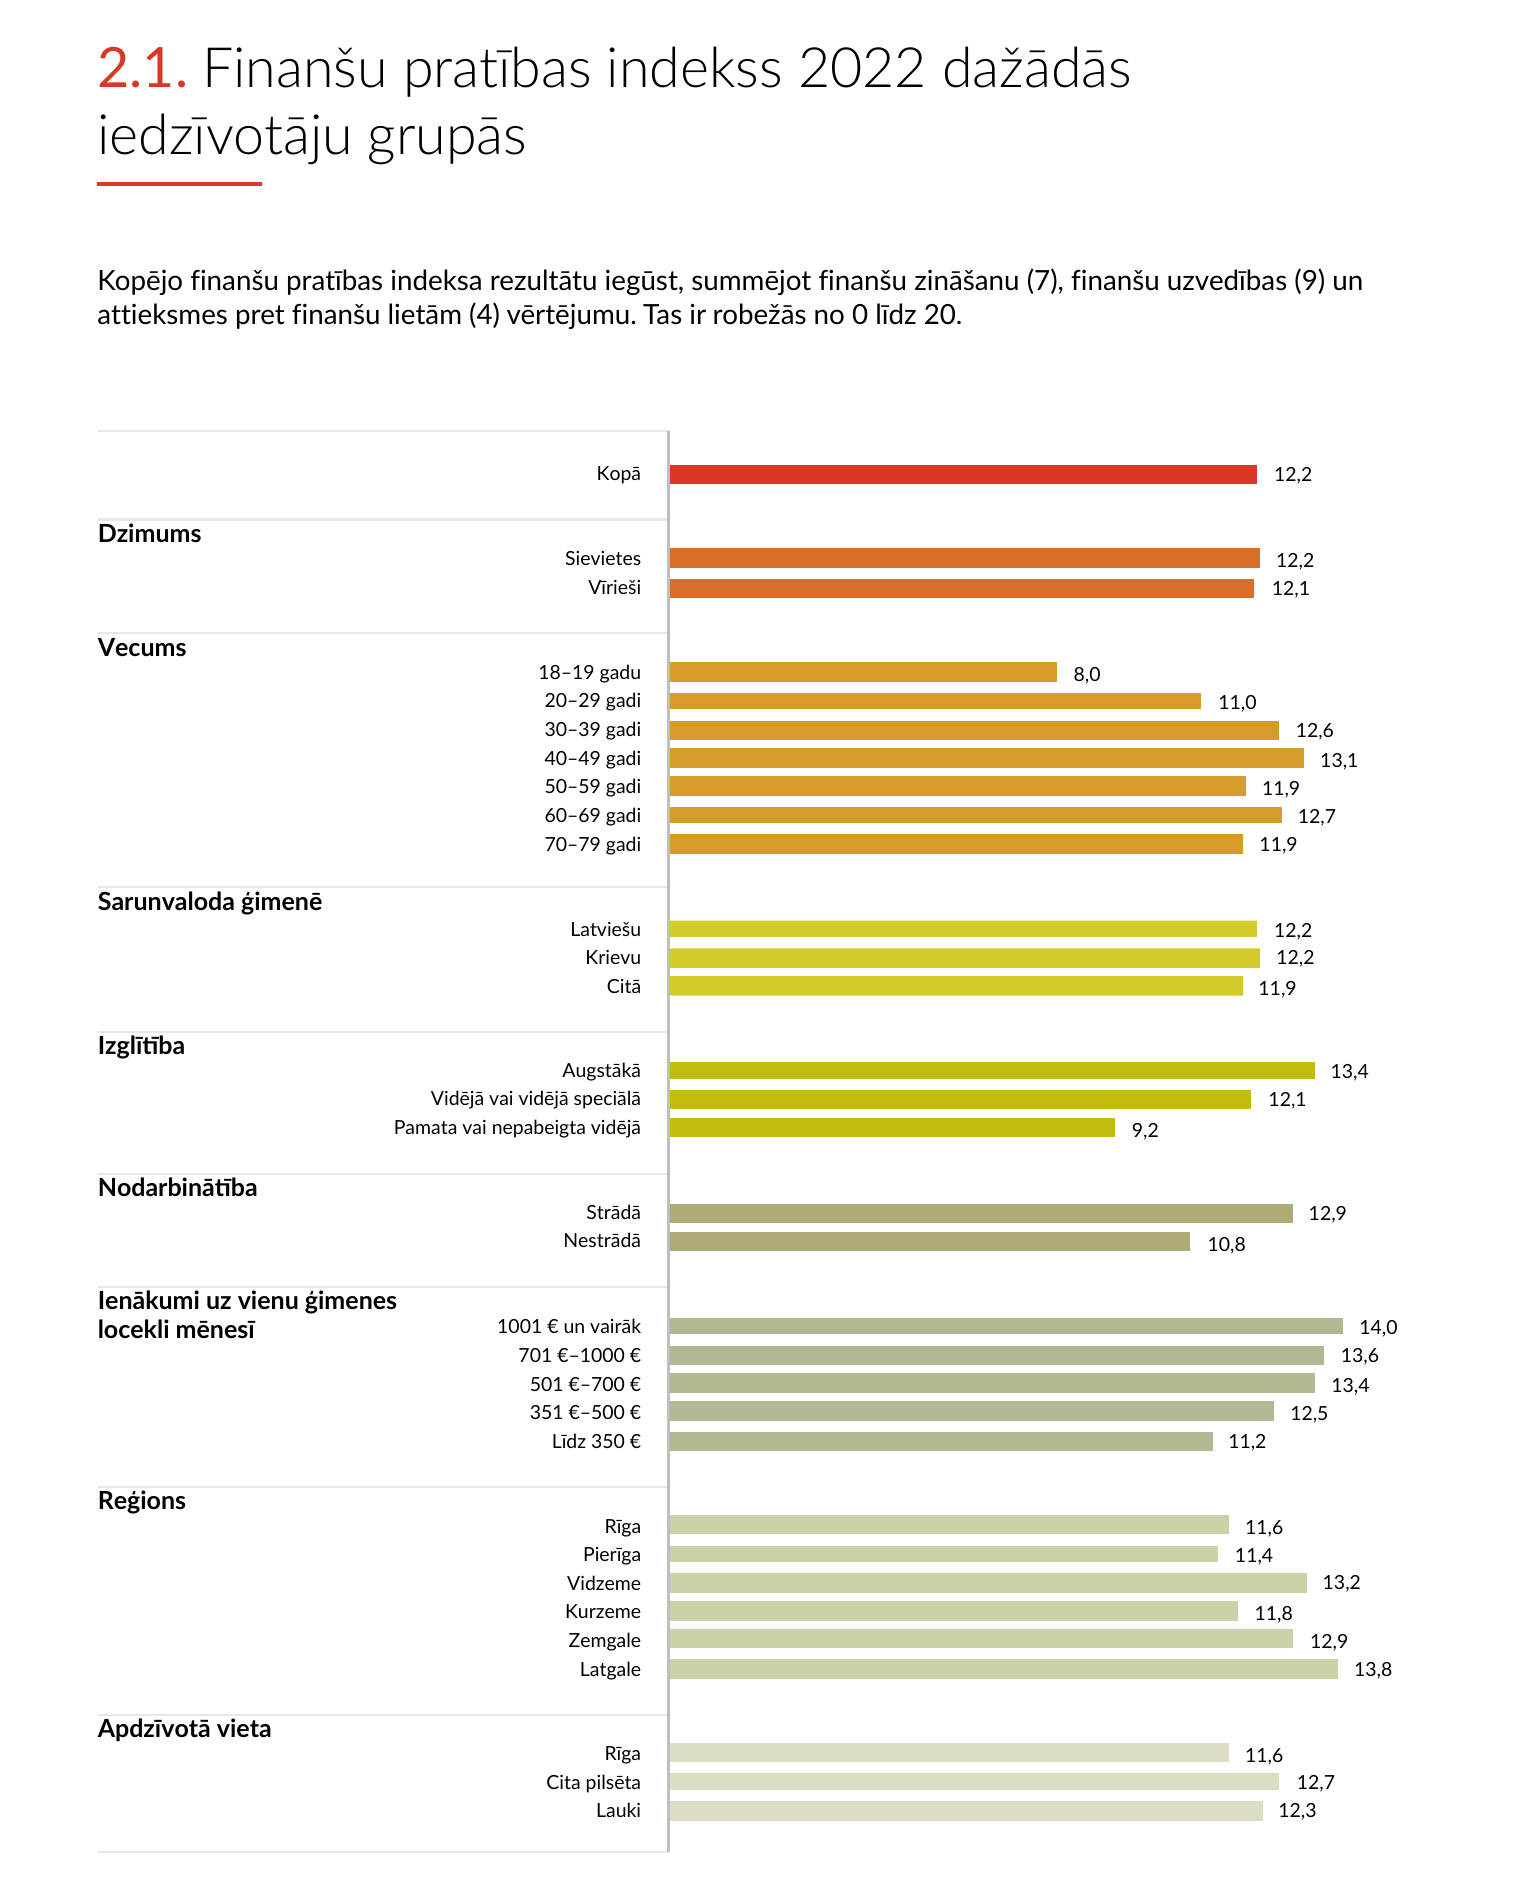 2.1. Finanšu pratības indekss 2022 dažādās
iedzīvotāju grupās
Kopējo finanšu pratības indeksa rezultātu iegūst, summējot finanšu zināšanu (7), finanšu uzvedības (9) un
attieksmes pret finanšu lietām (4) vērtējumu. Tas ir robežās no 0 līdz 20.
Kopā 12,2
Dzimums
Sievietes 12,2
Vīrieši 12,1
Vecums
18–19 gadu 8,0
20–29 gadi 11,0
30–39 gadi 12,6
40–49 gadi 13,1
50–59 gadi 11,9
60–69 gadi 12,7
70–79 gadi 11,9
Sarunvaloda ģimenē
Latviešu 12,2
Krievu 12,2
Citā 11,9
Izglītība
Augstākā 13,4
Vidējā vai vidējā speciālā 12,1
Pamata vai nepabeigta vidējā 9,2
Nodarbinātība
Strādā 12,9
Nestrādā 10,8
Ienākumi uz vienu ģimenes
locekli mēnesī
1001 € un vairāk 14,0
701 €–1000 € 13,6
501 €–700 € 13,4
351 €–500 € 12,5
Līdz 350 € 11,2
Reģions
Rīga 11,6
Pierīga 11,4
Vidzeme 13,2
Kurzeme 11,8
Zemgale 12,9
Latgale 13,8
Apdzīvotā vieta
Rīga 11,6
Cita pilsēta 12,7
Lauki 12,3